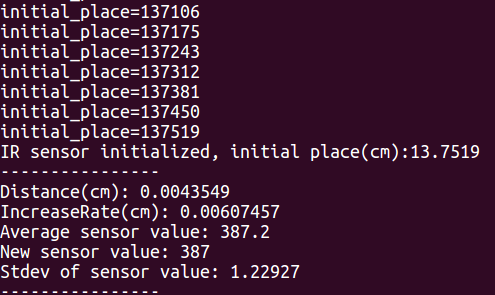 initial_place=137106
initial_place=137175
initial_place=137243
initial_place=137312
initial_place=137381
initial_place=137450
initial_place=137519
IR sensor initialized, initial place(cm):13.7519
----------------
Distance(cm): 0.0043549
IncreaseRate(cm): 0.00607457
Average sensor value: 387.2
New sensor value: 387
Stdev of sensor value: 1.22927
----------------